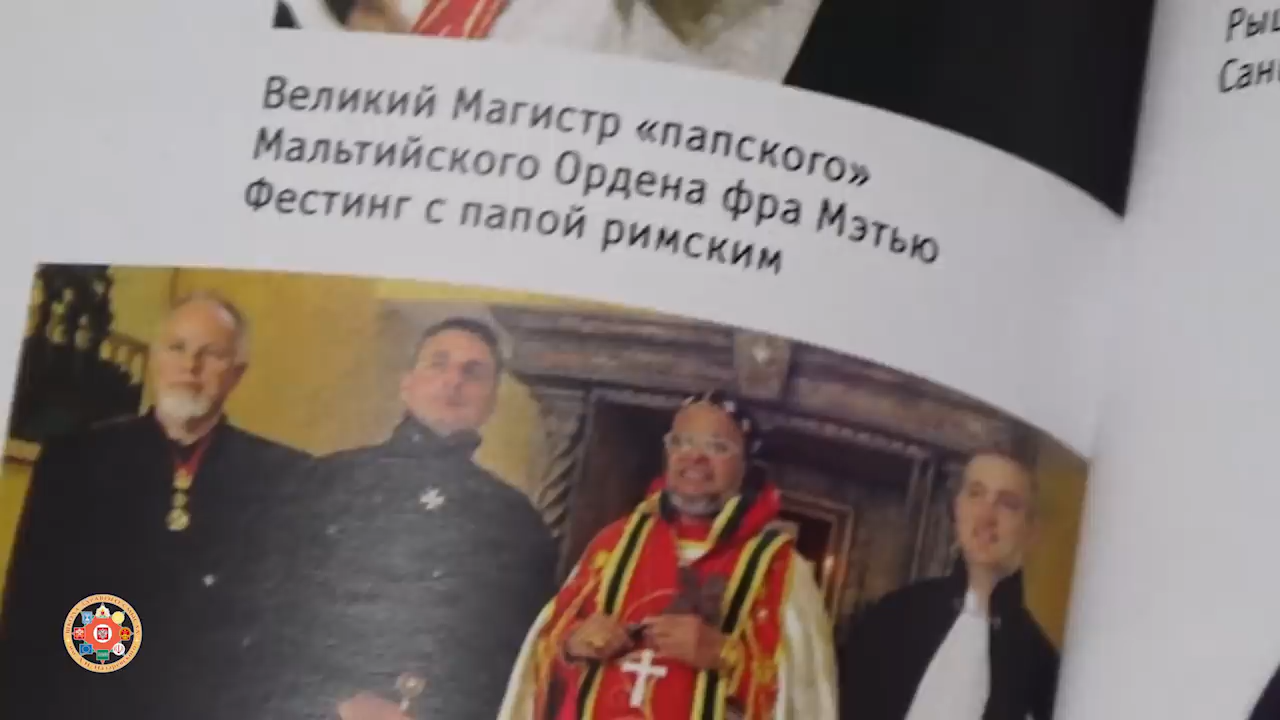 Великий Магистр «папского»
Мальтийского Ордена фра Мэтью
Фестинг с папой римским